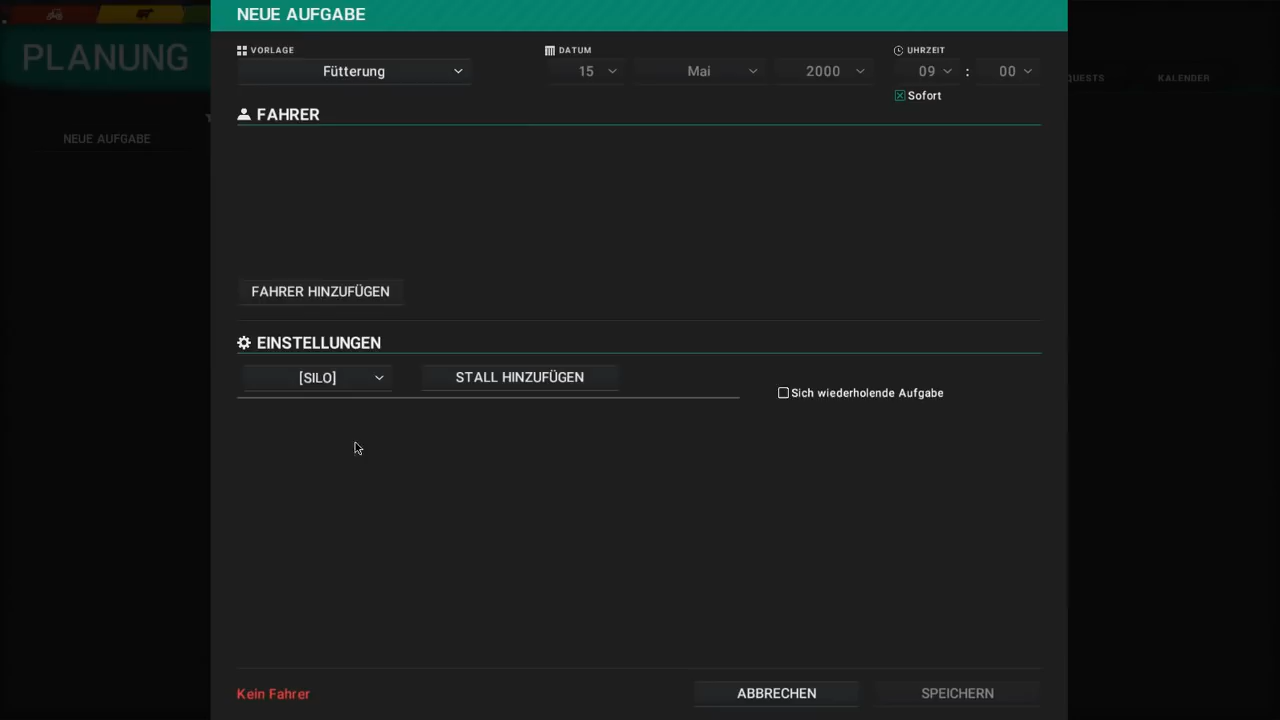 NEUE AUFGABE
PLANUNG
VORLAGE
DATUM
UHRZEIT
Fütterung
15
Mai
2000
09 : 00
QUESTS
KALENDER
Sofort
FAHRER
NEUE AUFGABE
FAHRER HINZUFÜGEN
EINSTELLUNGEN
[SILO]
STALL HINZUFÜGEN
Sich wiederholende Aufgabe
Kein Fahrer
ABBRECHEN
SPEICHERN